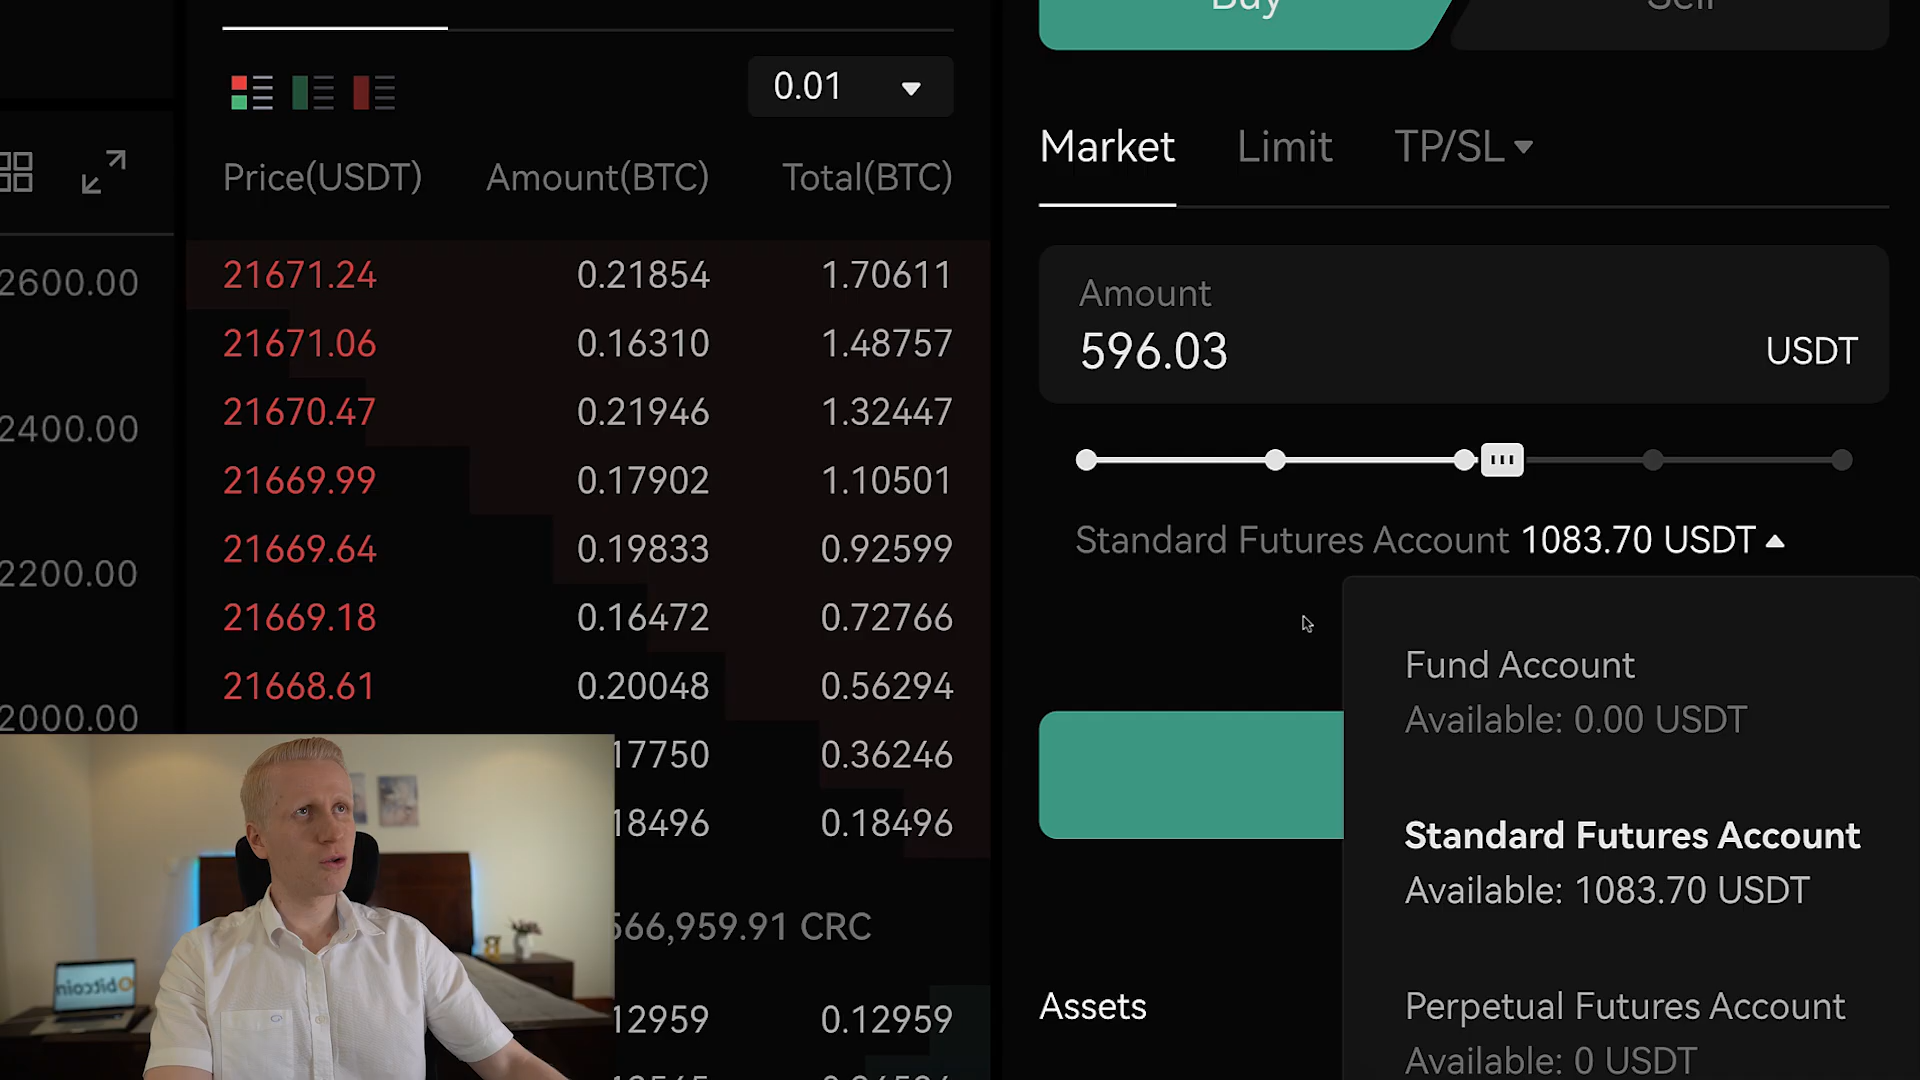 Buy
Sell
0.01
Price(USDT) Amount(BTC) Total(BTC)
Market Limit TP/SL
Amount
596.03
USDT
Standard Futures Account 1083.70 USDT
Fund Account
Available: 0.00 USDT
Standard Futures Account
Available: 1083.70 USDT
Perpetual Futures Account
Available: 0 USDT
Assets
2600.00
2400.00
2200.00
2000.00
21671.24 0.21854 1.70611
21671.06 0.16310 1.48757
21670.47 0.21946 1.32447
21669.99 0.17902 1.10501
21669.64 0.19833 0.92599
21669.18 0.16472 0.72766
21668.61 0.20048 0.56294
17750 0.36246
18496 0.18496
566,959.91 CRC
12959 0.12959
bitcoin